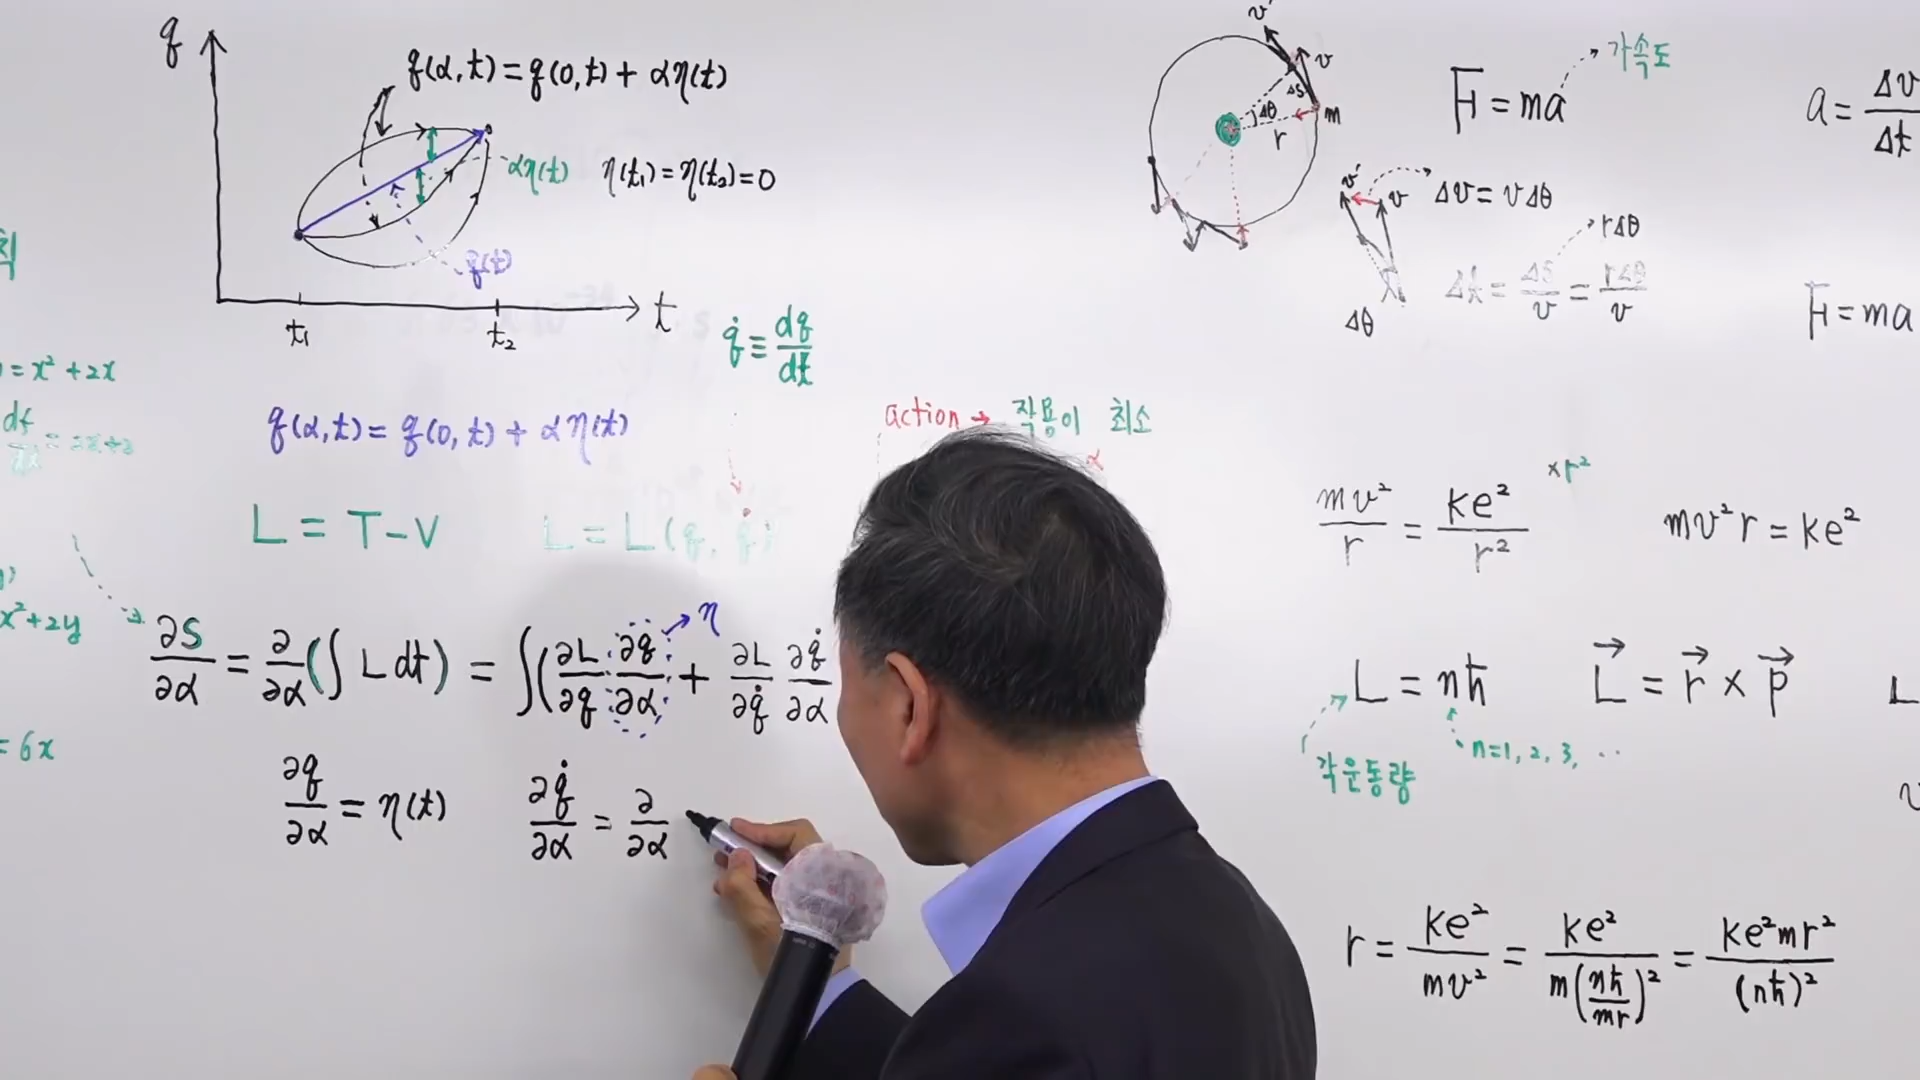 q
q(α,t) = q(0,t) + αη(t)
αη(t)
η(t₁) = η(t₂) = 0
q(t)
t
t₁
t₂
q̇ ≡ dq/dt
= x² + 2x
df
q(α,t) = q(0,t) + αη(t)
action → 작용이 최소
α
L = T - V
L = L(q, q̇)
x² + 2y
∂S/∂α = ∂/∂α (∫ L dt) = ∫(∂L/∂q ∂q/∂α + ∂L/∂q̇ ∂q̇/∂α
η
= 6x
∂q/∂α = η(t)
∂q̇/∂α = ∂/∂α
v'
v
Δs
Δθ
r
m
F = ma
가속도
a = Δv/Δt
v'
v
Δv = vΔθ
rΔθ
Δt = Δs/v = rΔθ/v
Δθ
F = ma
mv²/r = ke²/r²
×r²
mv²r = ke²
L = nħ
L⃗ = r⃗ × p⃗
L
각운동량
n=1, 2, 3, ..
v
r = ke²/mv² = ke²/m(nħ/mr)² = ke²mr²/(nħ)²